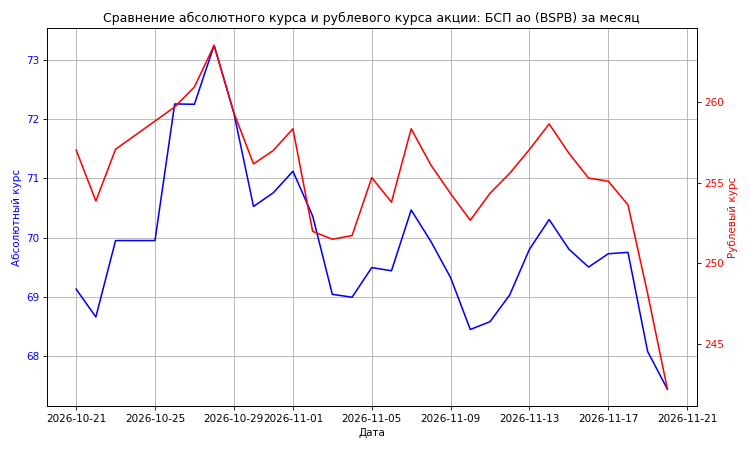 Сравнение абсолютного курса и рублевого курса акции: БСП ао (BSPB) за месяц
Абсолютный курс
73
72
71
70
69
68
260
255
250
245
Рублевый курс
2026-10-21 2026-10-25 2026-10-29 2026-11-01 2026-11-05 2026-11-09 2026-11-13 2026-11-17 2026-11-21
Дата